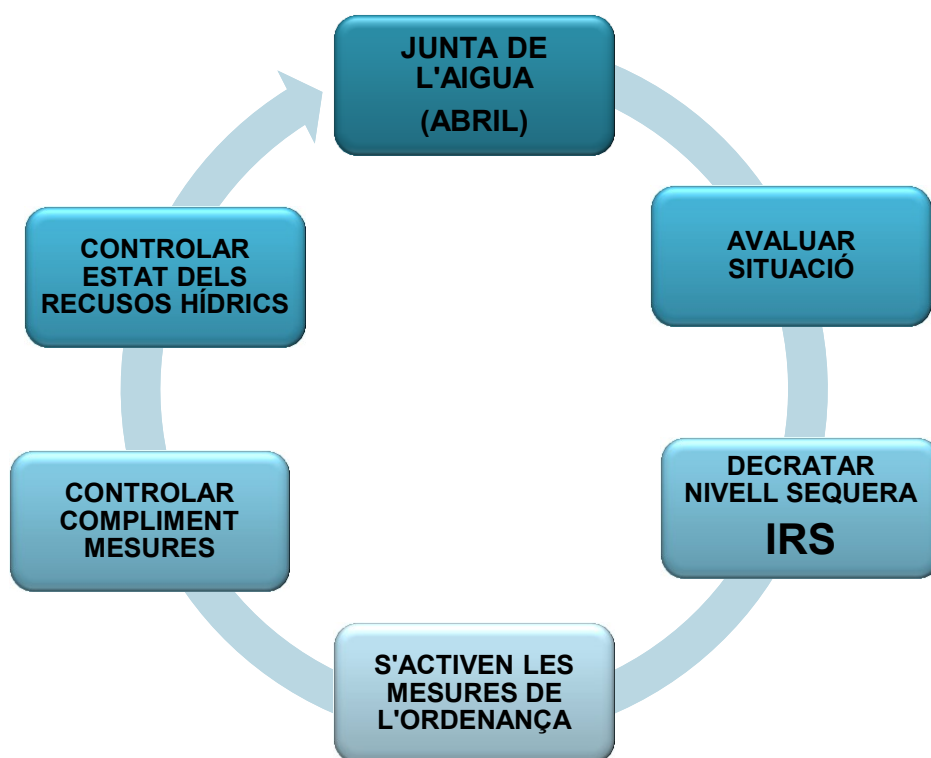 JUNTA DE
L'AIGUA
(ABRIL)
AVALUAR
SITUACIÓ
DECRATAR
NIVELL SEQUERA
IRS
S'ACTIVEN LES
MESURES DE
L'ORDENANÇA
CONTROLAR
COMPLIMENT
MESURES
CONTROLAR
ESTAT DELS
RECUSOS HÍDRICS